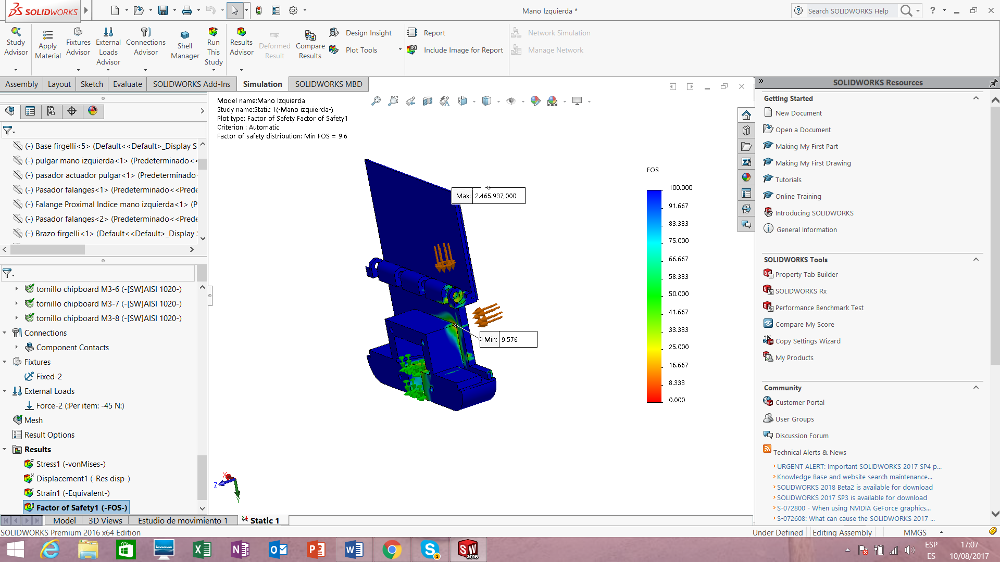 SOLIDWORKS
Mano Izquierda *
Search SOLIDWORKS Help
?
Study Advisor
Apply Material
Fixtures Advisor
External Loads Advisor
Connections Advisor
Shell Manager
Run This Study
Results Advisor
Deformed Result
Compare Results
Design Insight
Plot Tools
Report
Include Image for Report
Network Simulation
Manage Network
Assembly
Layout
Sketch
Evaluate
SOLIDWORKS Add-Ins
Simulation
SOLIDWORKS MBD
(-) Base firgelli<5> (Default<<Default>_Display S
(-) pulgar mano izquierda<1> (Predeterminado<<
(-) pasador actuador pulgar<1> (Predeterminado
(-) Pasador falanges<1> (Predeterminado<<Prede
(-) Falange Proximal Indice mano izquierda<1> (P
(-) Pasador falanges<2> (Predeterminado<<Prede
(-) Brazo firgelli<1> (Default<<Default>_Display
tornillo chipboard M3-6 (-[SW]AISI 1020-)
tornillo chipboard M3-7 (-[SW]AISI 1020-)
tornillo chipboard M3-8 (-[SW]AISI 1020-)
Connections
Component Contacts
Fixtures
Fixed-2
External Loads
Force-2 (:Per item: -45 N:)
Mesh
Result Options
Results
Stress1 (-vonMises-)
Displacement1 (-Res disp-)
Strain1 (-Equivalent-)
Factor of Safety1 (-FOS-)
Model name:Mano Izquierda
Study name:Static 1(-Mano izquierda-)
Plot type: Factor of Safety Factor of Safety1
Criterion : Automatic
Factor of safety distribution: Min FOS = 9.6
Max: 2.465.937,000
Min: 9.576
FOS
100.000
91.667
83.333
75.000
66.667
58.333
50.000
41.667
33.333
25.000
16.667
8.333
0.000
X
Z
Y
SOLIDWORKS Resources
Getting Started
New Document
Open a Document
Making My First Part
Making My First Drawing
Tutorials
Online Training
Introducing SOLIDWORKS
General Information
SOLIDWORKS Tools
Property Tab Builder
SOLIDWORKS Rx
Performance Benchmark Test
Compare My Score
Copy Settings Wizard
My Products
Community
Customer Portal
User Groups
Discussion Forum
Technical Alerts & News
URGENT ALERT: Important SOLIDWORKS 2017 SP4 p...
Knowledge Base and website search maintenance...
SOLIDWORKS 2018 Beta2 is available for download
SOLIDWORKS 2017 SP3 is available for download
S-072800 - When using NVIDIA GeForce graphics...
S-072608: What can cause the SOLIDWORKS 2017 ...
Model
3D Views
Estudio de movimiento 1
Static 1
SOLIDWORKS Premium 2016 x64 Edition
Under Defined
Editing Assembly
MMGS
SW 2016
1
ESP
ES
17:07
10/08/2017